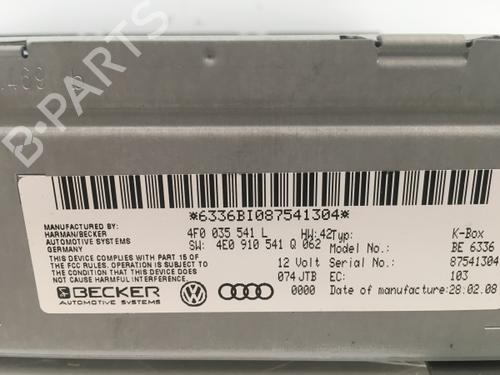 B-PARTS
*6336BI087541304*
MANUFACTURED BY:
HARMAN/BECKER
AUTOMOTIVE SYSTEMS
GERMANY
4F0 035 541 L HW:42
SW: 4E0 910 541 Q 062
Typ: K-Box
Model No.: BE 6336
12 Volt Serial No.: 87541304
074 JTB EC: 103
0000 Date of manufacture: 28.02.08
DEVICE COMPLIANT WITH PART 15 OF
THE FCC RULES. OPERATION IS SUBJECT
TO THE CONDITION THAT THIS DEVICE DOES
NOT CAUSE HARMFUL INTERFERENCE.
BECKER
AUTOMOTIVE SYSTEMS